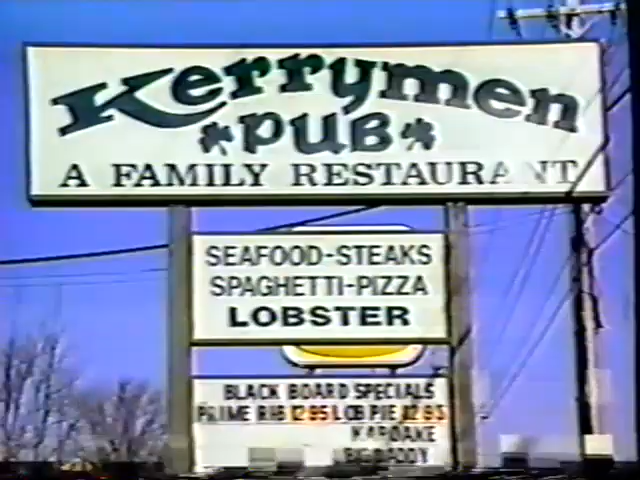 Kerrymen
PUB
A FAMILY RESTAURANT
SEAFOOD-STEAKS
SPAGHETTI-PIZZA
LOBSTER
BLACK BOARD SPECIALS
PRIME RIB 12 95 LOB PIE 12 95
KAROAKE
BIG DADDY